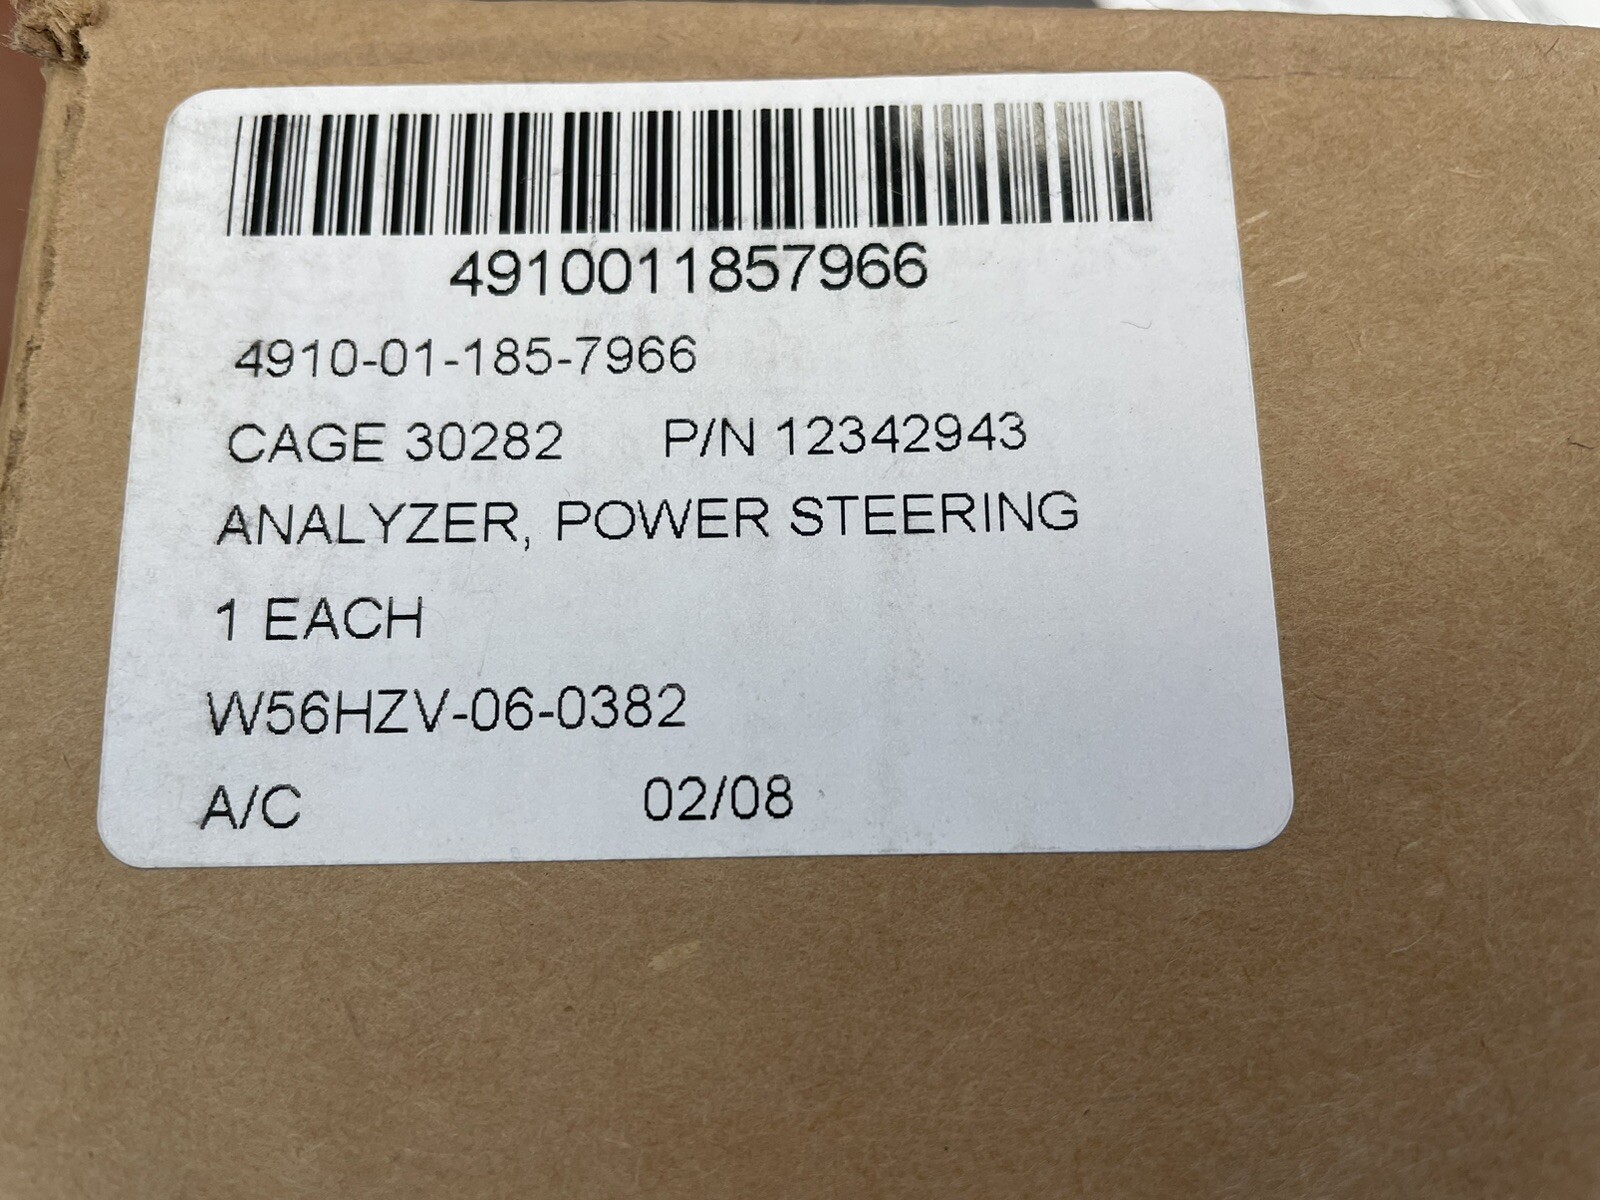 4910011857966
4910-01-185-7966
CAGE 30282 P/N 12342943
ANALYZER, POWER STEERING
1 EACH
W56HZV-06-0382
A/C 02/08